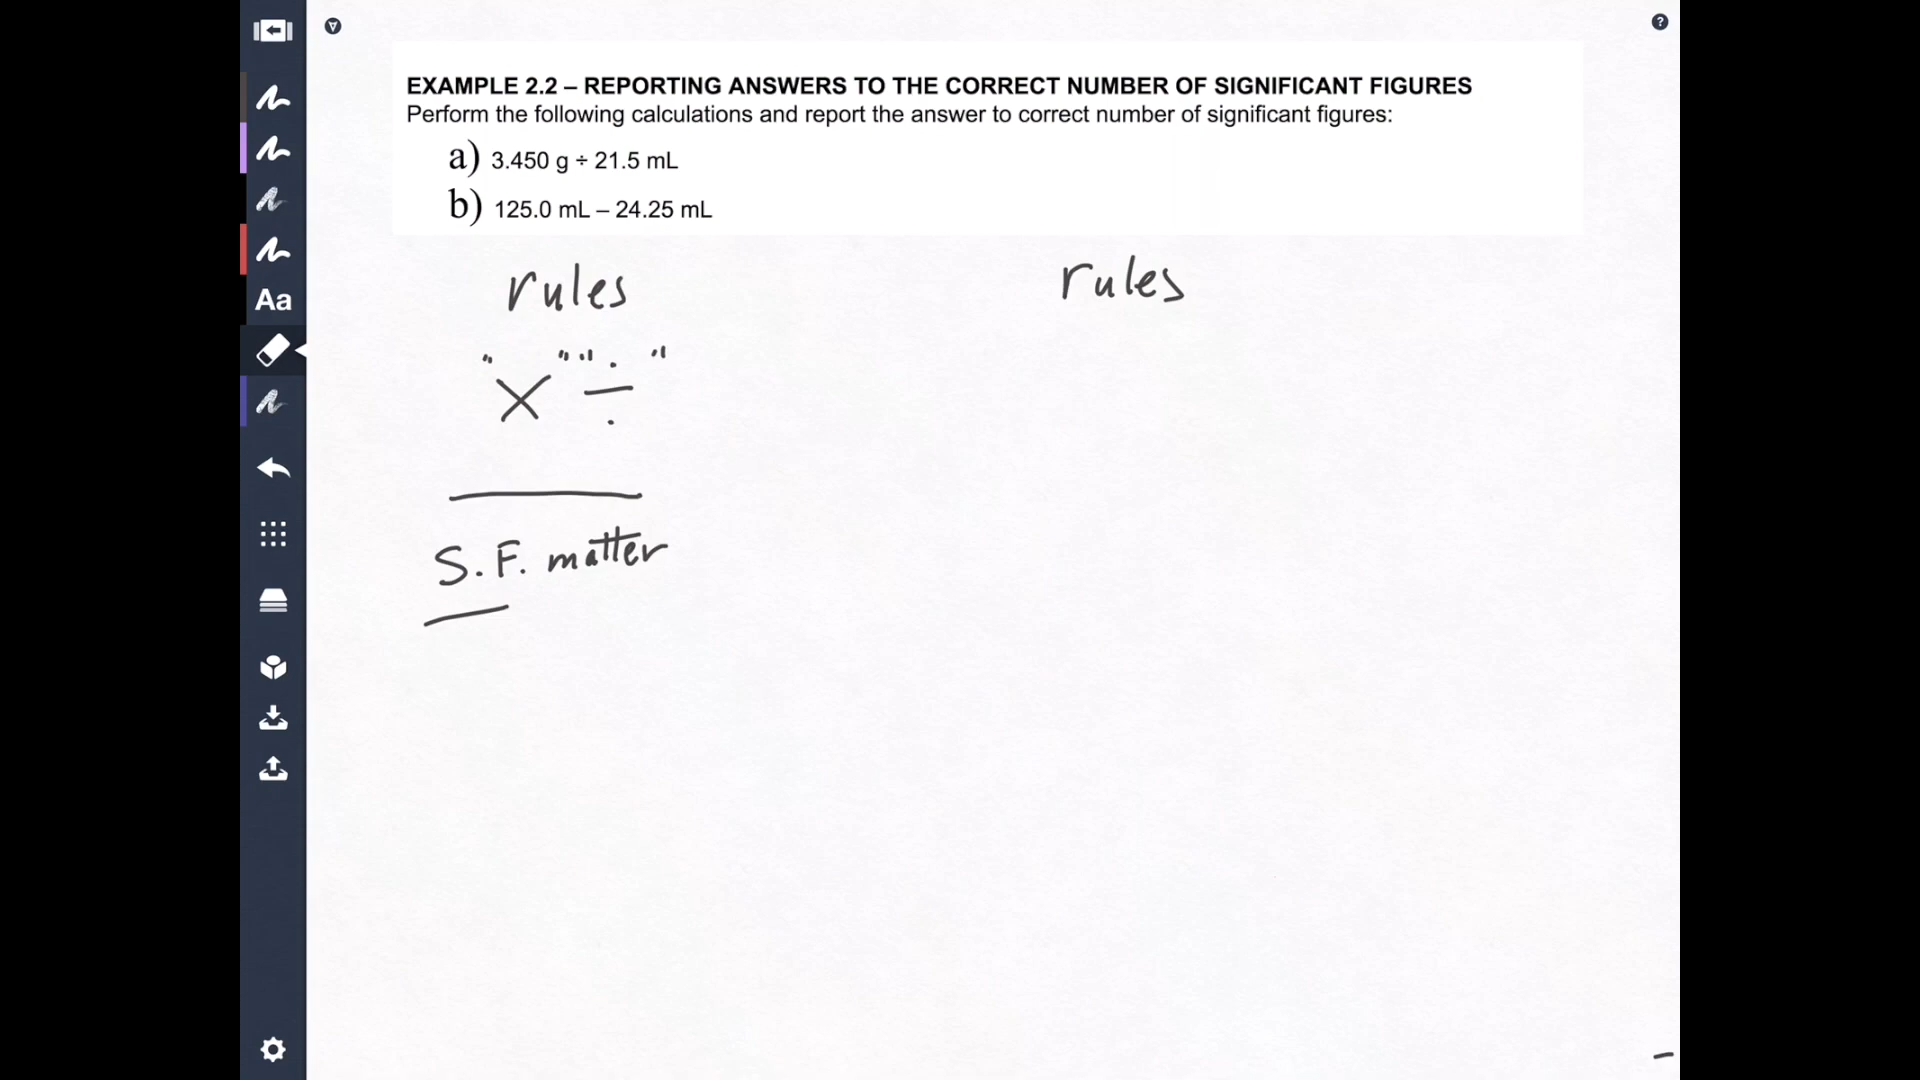 EXAMPLE 2.2 – REPORTING ANSWERS TO THE CORRECT NUMBER OF SIGNIFICANT FIGURES
Perform the following calculations and report the answer to correct number of significant figures:
a) 3.450 g ÷ 21.5 mL
b) 125.0 mL – 24.25 mL
rules
"×" "÷"
S.F. matter
rules
Aa